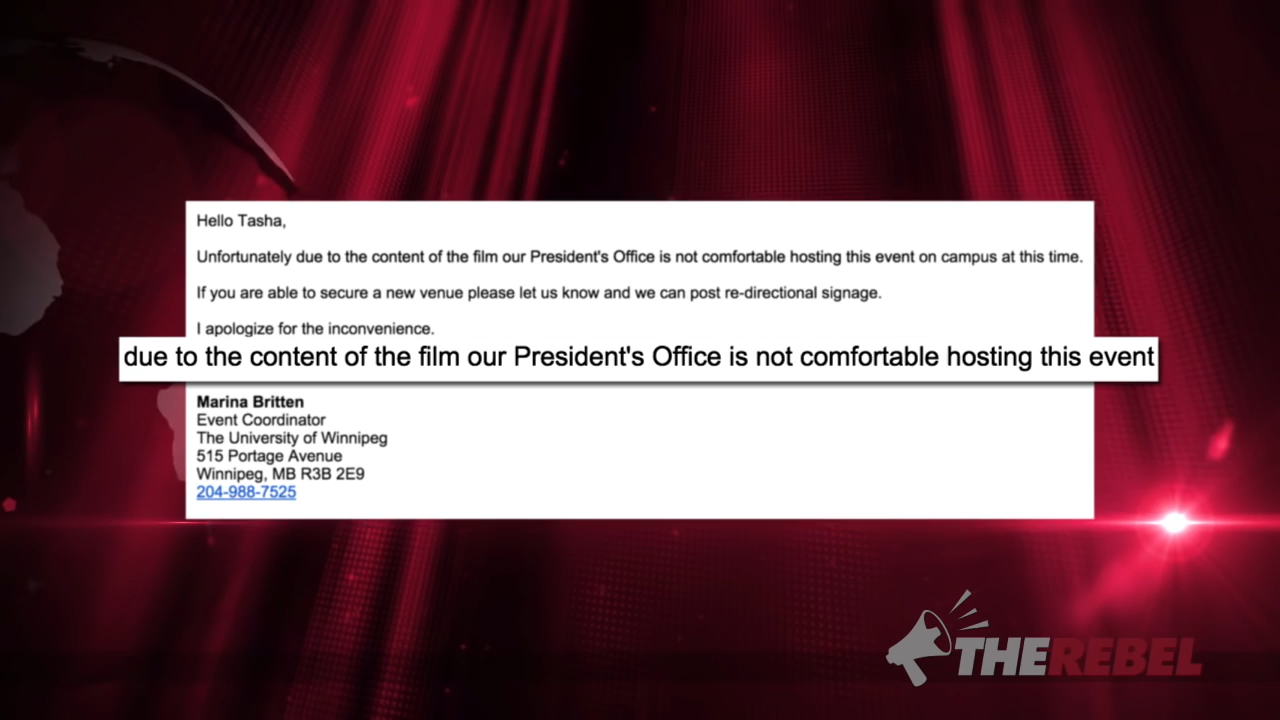 Hello Tasha,
Unfortunately due to the content of the film our President's Office is not comfortable hosting this event on campus at this time.
If you are able to secure a new venue please let us know and we can post re-directional signage.
I apologize for the inconvenience.
due to the content of the film our President's Office is not comfortable hosting this event
Marina Britten
Event Coordinator
The University of Winnipeg
515 Portage Avenue
Winnipeg, MB R3B 2E9
204-988-7525
THEREBEL